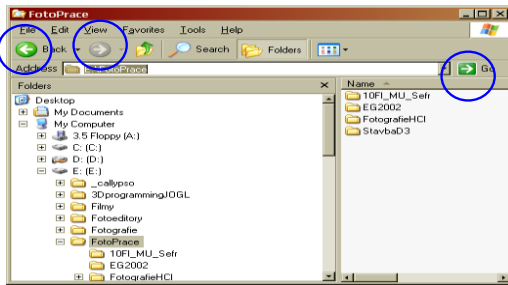 FotoPrace
File Edit View Favorites Tools Help
Back Search Folders
Address FotoPrace Go
Folders
Name
Desktop
My Documents
My Computer
3.5 Floppy (A:)
C: (C:)
D: (D:)
E: (E:)
_callypso
3DprogrammingJOGL
Filmy
Fotoeditory
Fotografie
FotoPrace
10FI_MU_Sefr
EG2002
FotografieHCI
10FI_MU_Sefr
EG2002
FotografieHCI
StavbaD3